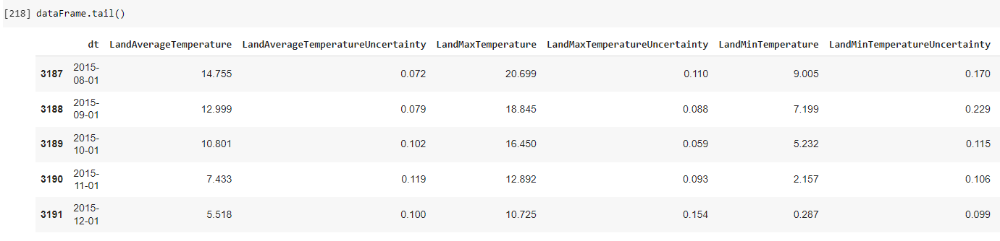 [218] dataFrame.tail()
dt LandAverageTemperature LandAverageTemperatureUncertainty LandMaxTemperature LandMaxTemperatureUncertainty LandMinTemperature LandMinTemperatureUncertainty
3187 2015-08-01 14.755 0.072 20.699 0.110 9.005 0.170
3188 2015-09-01 12.999 0.079 18.845 0.088 7.199 0.229
3189 2015-10-01 10.801 0.102 16.450 0.059 5.232 0.115
3190 2015-11-01 7.433 0.119 12.892 0.093 2.157 0.106
3191 2015-12-01 5.518 0.100 10.725 0.154 0.287 0.099